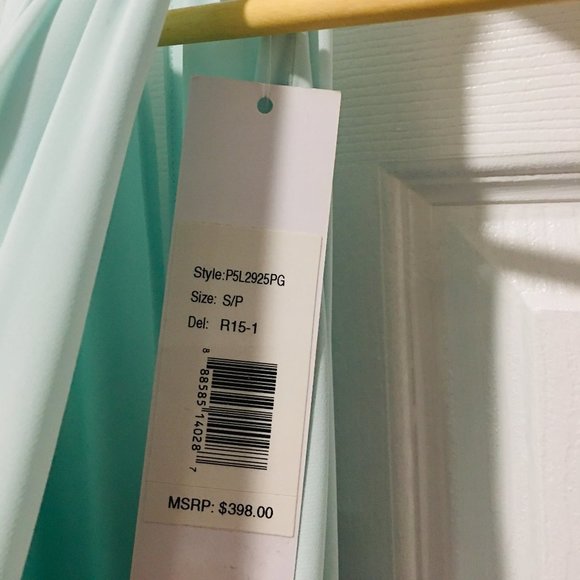 Style:P5L2925PG
Size: S/P
Del: R15-1
8 88585 14028 7
MSRP: $398.00